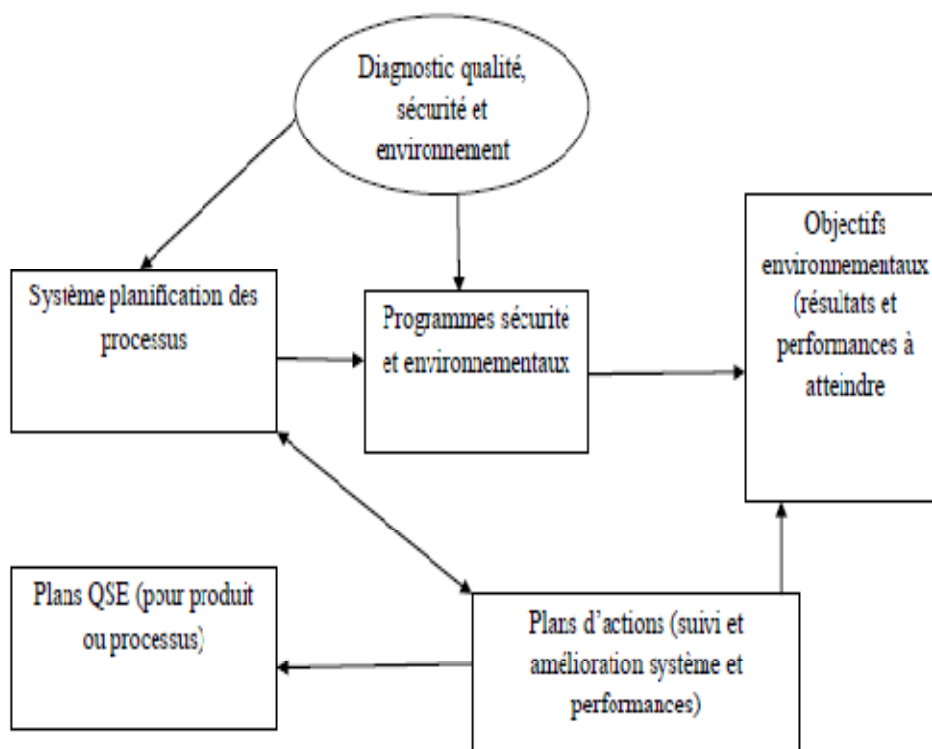 Diagnostic qualité,
sécurité et
environnement
Système planification des
processus
Programmes sécurité
et environnementaux
Objectifs
environnementaux
(résultats et
performances à
atteindre
Plans QSE (pour produit
ou processus)
Plans d'actions (suivi et
amélioration système et
performances)